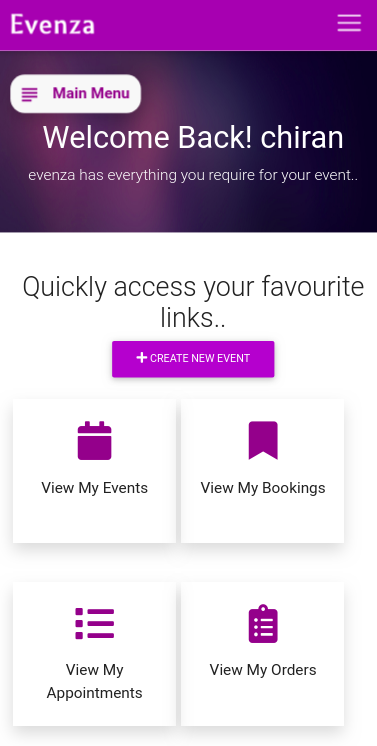 Evenza
Main Menu
Welcome Back! chiran
evenza has everything you require for your event..
Quickly access your favourite
links..
CREATE NEW EVENT
View My Events
View My Bookings
View My
Appointments
View My Orders